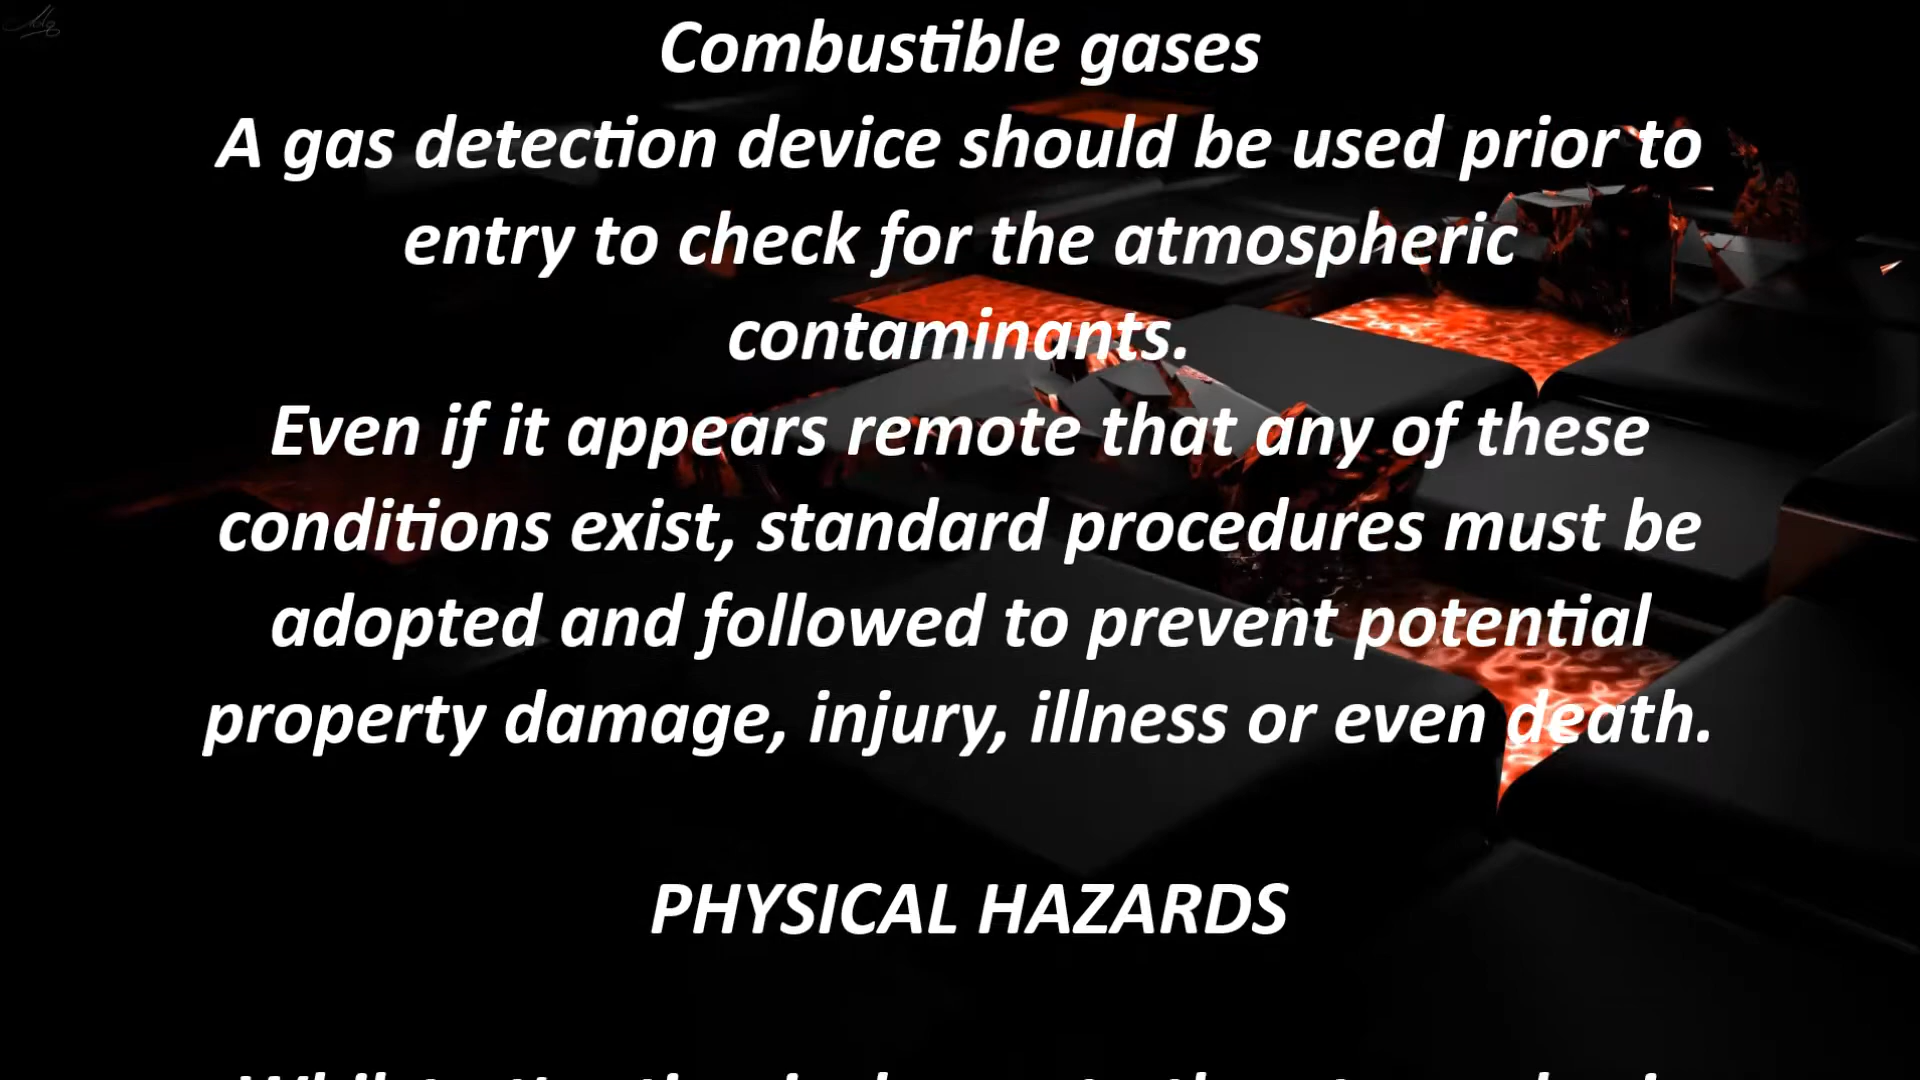 Combustible gases
A gas detection device should be used prior to
entry to check for the atmospheric
contaminants.
Even if it appears remote that any of these
conditions exist, standard procedures must be
adopted and followed to prevent potential
property damage, injury, illness or even death.
PHYSICAL HAZARDS